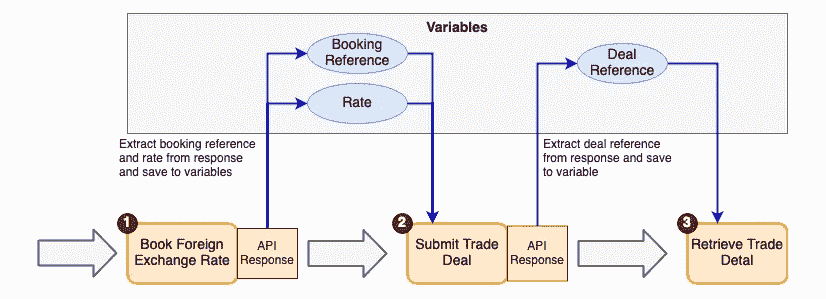 Variables
Booking
Reference
Rate
Deal
Reference
Extract booking reference
and rate from response
and save to variables
Extract deal reference
from response and save
to variable
1
Book Foreign
Exchange Rate
API
Response
2
Submit Trade
Deal
API
Response
3
Retrieve Trade
Detal